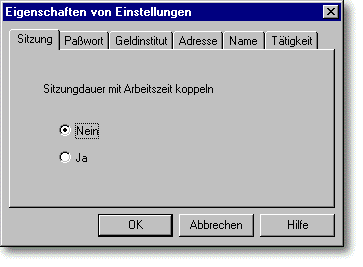 Eigenschaften von Einstellungen
Sitzung Paßwort Geldinstitut Adresse Name Tätigkeit
Sitzungdauer mit Arbeitszeit koppeln
Nein
Ja
OK Abbrechen Hilfe